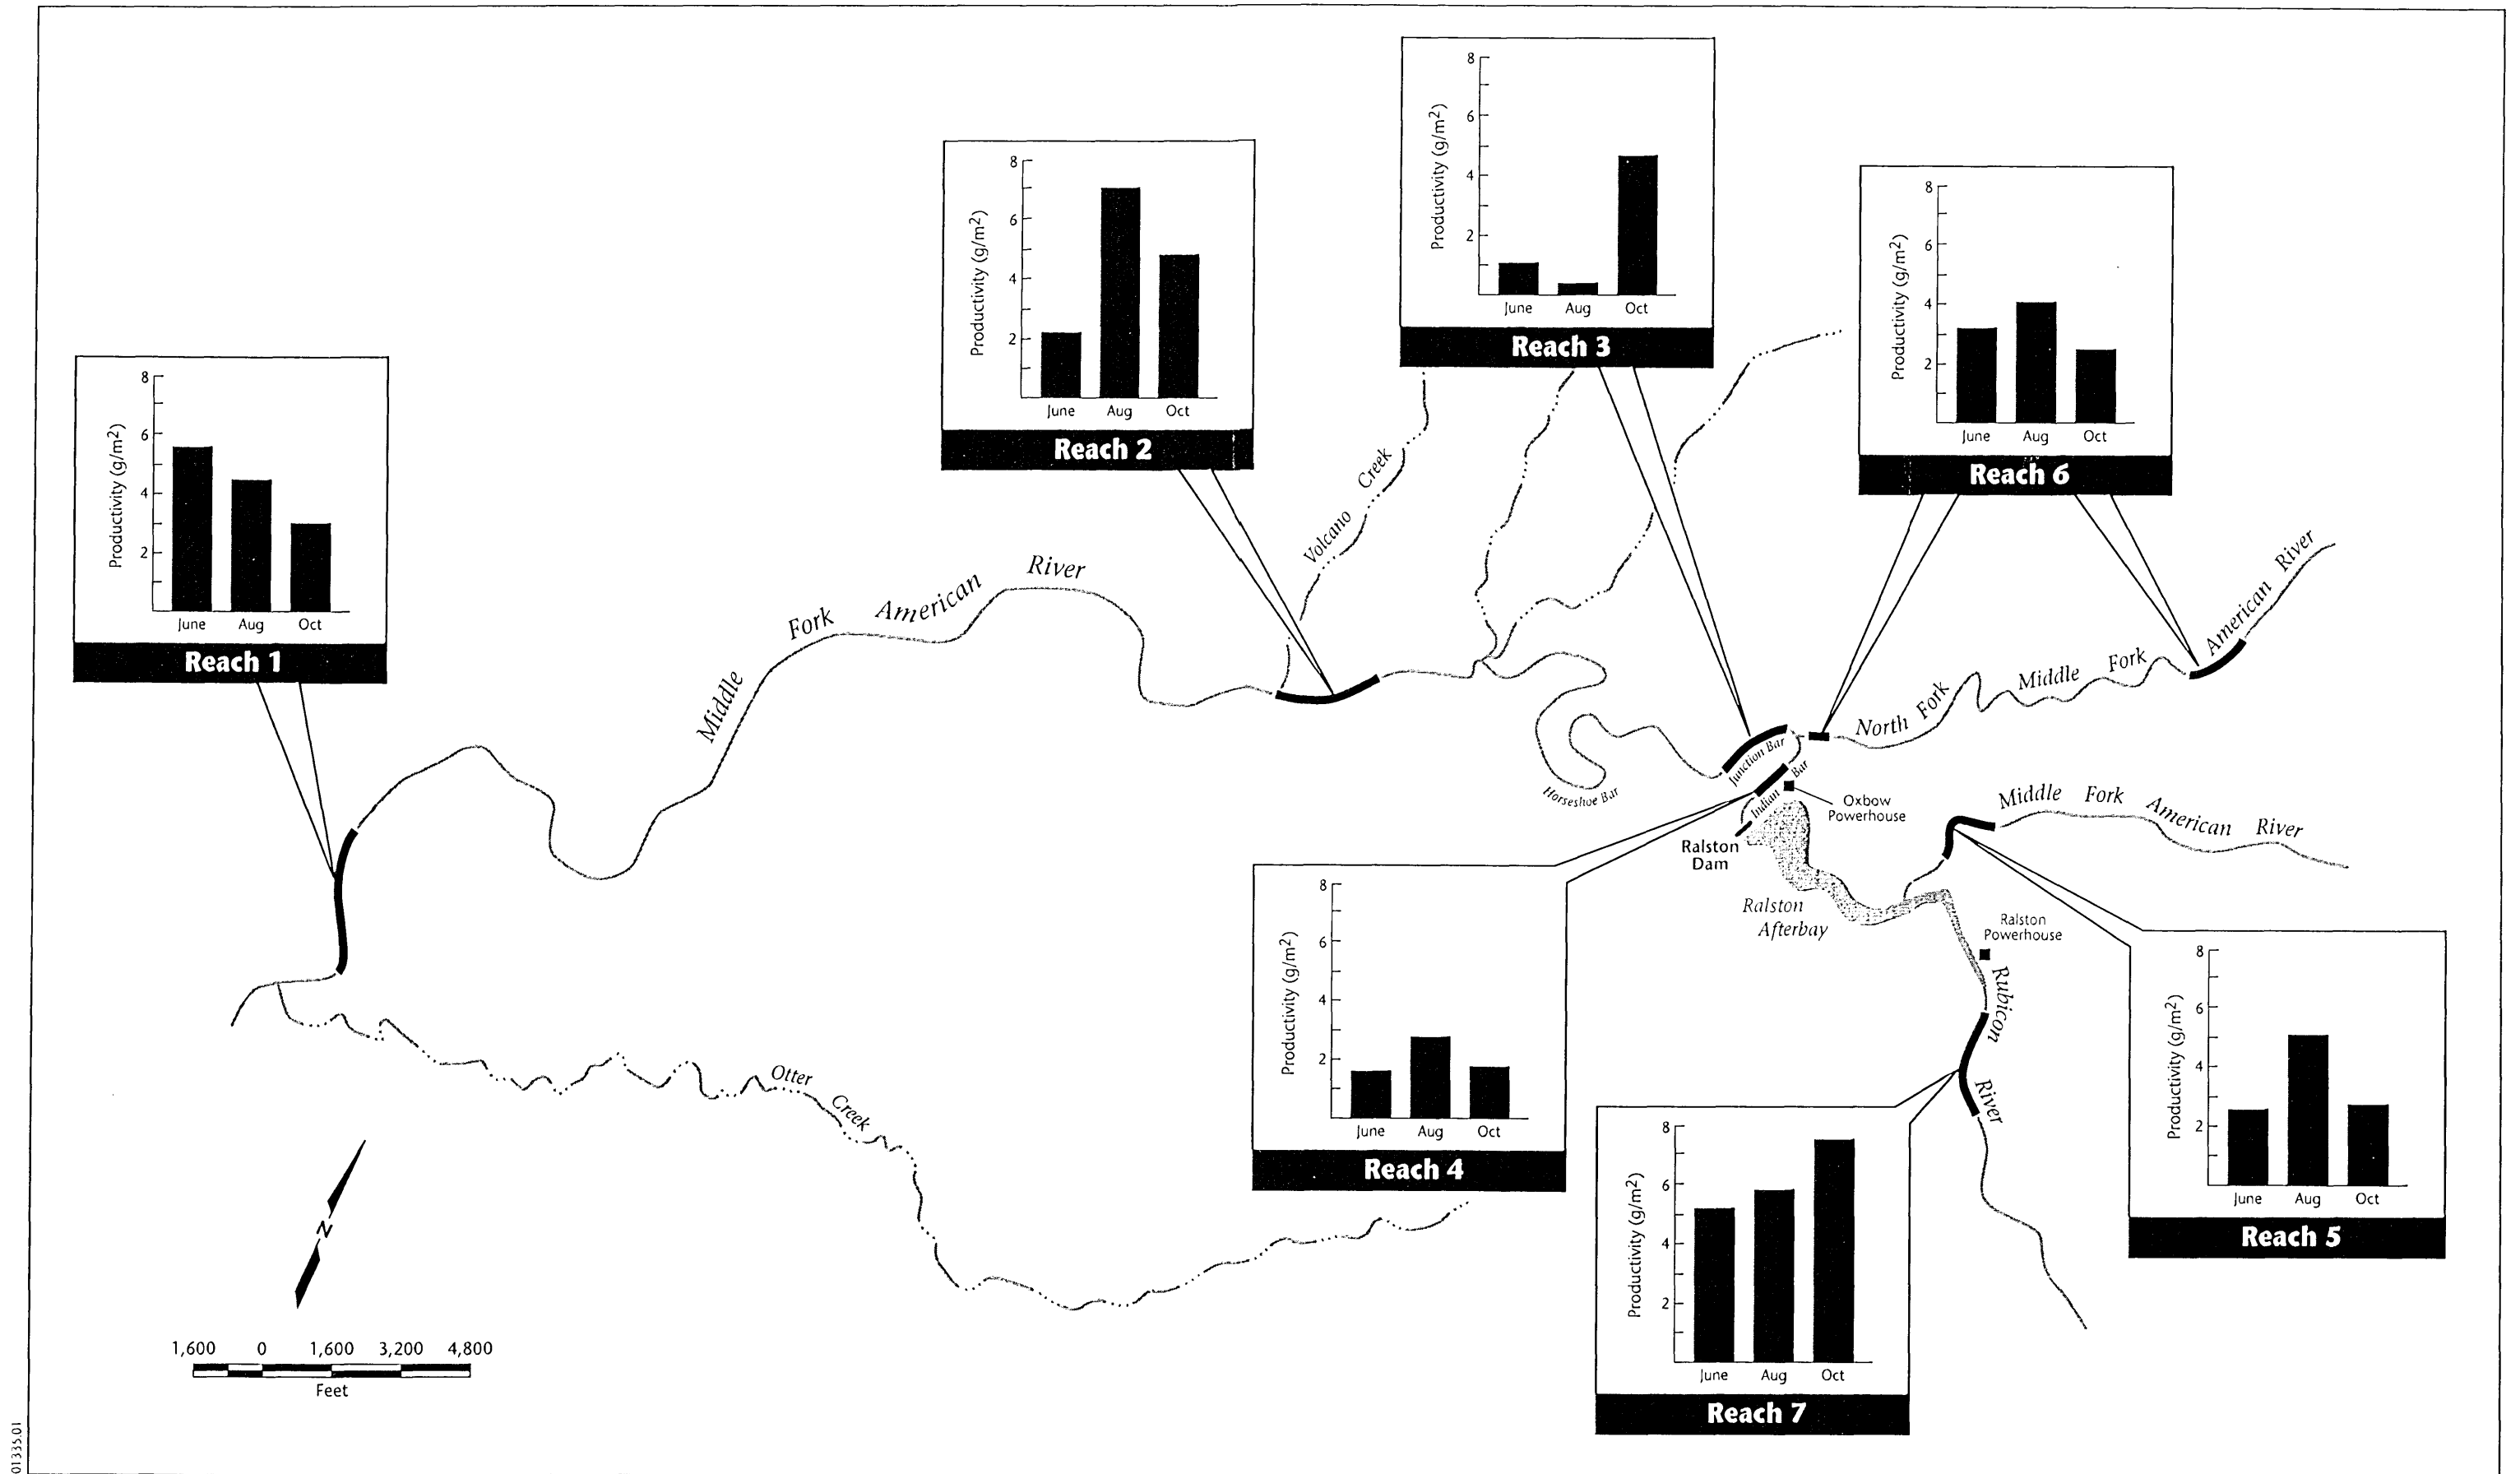 8
6
4
2
Productivity (g/m2)
June Aug Oct
Reach 1
8
6
4
2
Productivity (g/m2)
June Aug Oct
Reach 2
8
6
4
2
Productivity (g/m2)
June Aug Oct
Reach 3
8
6
4
2
Productivity (g/m2)
June Aug Oct
Reach 6
Volcano Creek
Middle Fork American River
North Fork Middle Fork American River
Junction Bar
Indian Bar
Horseshoe Bar
Oxbow
Powerhouse
Middle Fork American River
Ralston
Dam
Ralston
Afterbay
Ralston
Powerhouse
Rubicon River
8
6
4
2
Productivity (g/m2)
June Aug Oct
Reach 4
8
6
4
2
Productivity (g/m2)
June Aug Oct
Reach 5
8
6
4
2
Productivity (g/m2)
June Aug Oct
Reach 7
Otter Creek
N
1,600 0 1,600 3,200 4,800
Feet
01335.01